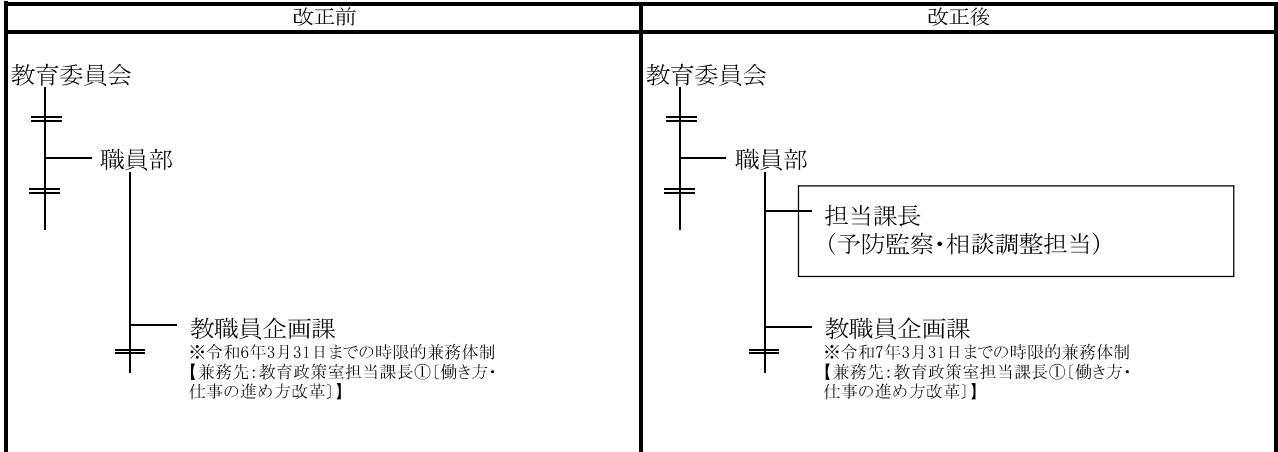 改正前
改正後
教育委員会
職員部
教職員企画課
※令和6年3月31日までの時限的兼務体制
【兼務先:教育政策室担当課長①〔働き方・
仕事の進め方改革〕】
教育委員会
職員部
担当課長
(予防監察・相談調整担当)
教職員企画課
※令和7年3月31日までの時限的兼務体制
【兼務先:教育政策室担当課長①〔働き方・
仕事の進め方改革〕】